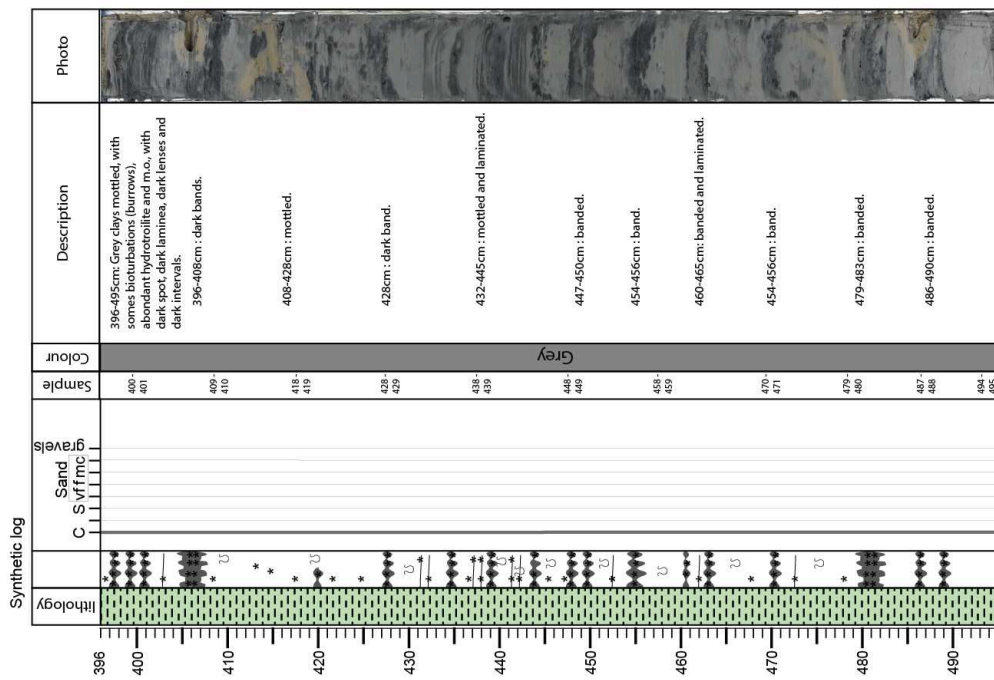 Synthetic log
lithology
C
S
Sand
vf f m c
gravels
Sample
Colour
Description
Photo
396
400
410
420
430
440
450
460
470
480
490
400 -
401
409 -
410
418 -
419
428 -
429
438 -
439
448 -
449
458 -
459
470 -
471
479 -
480
487 -
488
494 -
495
Grey
396-495cm: Grey clays mottled, with
somes bioturbations (burrows),
abondant hydrotroilite and m.o., with
dark spot, dark laminea, dark lenses and
dark intervals.
396-408cm : dark bands.
408-428cm : mottled.
428cm : dark band.
432-445cm : mottled and laminated.
447-450cm : banded.
454-456cm : band.
460-465cm: banded and laminated.
454-456cm : band.
479-483cm : banded.
486-490cm : banded.